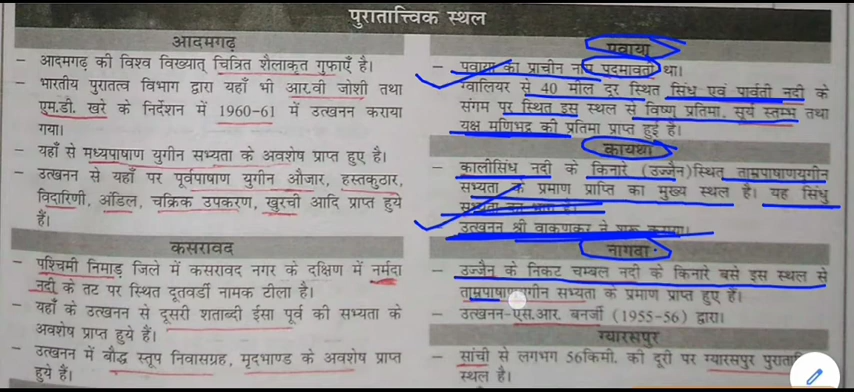 पुरातात्त्विक स्थल
आदमगढ़
– आदमगढ़ की विश्व विख्यात् चित्रित शैलाकृत गुफाएँ है।
– भारतीय पुरातत्व विभाग द्वारा यहाँ भी आर.वी जोशी तथा
एम.डी. खरे के निर्देशन में 1960-61 में उत्खनन कराया
गया।
– यहाँ से मध्यपाषाण युगीन सभ्यता के अवशेष प्राप्त हुए है।
– उत्खनन से यहाँ पर पूर्वपाषाण युगीन औजार, हस्तकुठार,
विदारिणी, अंडिल, चक्रिक उपकरण, खुरची आदि प्राप्त हुये
हैं।
कसरावद
– पश्चिमी निमाड़ जिले में कसरावद नगर के दक्षिण में नर्मदा
नदी के तट पर स्थित दूतवर्डी नामक टीला है।
– यहाँ के उत्खनन से दूसरी शताब्दी ईसा पूर्व की सभ्यता के
अवशेष प्राप्त हुये हैं।
– उत्खनन में बौद्ध स्तूप निवासग्रह, मृदभाण्ड के अवशेष प्राप्त
हुये हैं।
पवाया
– पवाया का प्राचीन नाम पदमावती था।
– ग्वालियर से 40 मील दूर स्थित सिंध एवं पार्वती नदी के
संगम पर स्थित इस स्थल से विष्णु प्रतिमा, सूर्य स्तम्भ तथा
यक्ष मणिभद्र की प्रतिमा प्राप्त हुई है।
कायथा
– कालीसिंध नदी के किनारे (उज्जैन)स्थित ताम्रपाषाणयुगीन
सभ्यता के प्रमाण प्राप्ति का मुख्य स्थल है। यह सिंधु
सभ्यता का भाग है।
उत्खनन श्री वाकणकर ने शुरू कराया।
नागदा
– उज्जैन के निकट चम्बल नदी के किनारे बसे इस स्थल से
ताम्रपाषाणयुगीन सभ्यता के प्रमाण प्राप्त हुए हैं।
– उत्खनन-एस.आर. बनर्जी (1955-56) द्वारा।
ग्यारसपुर
– सांची से लगभग 56किमी. की दूरी पर ग्यारसपुर
स्थल है।